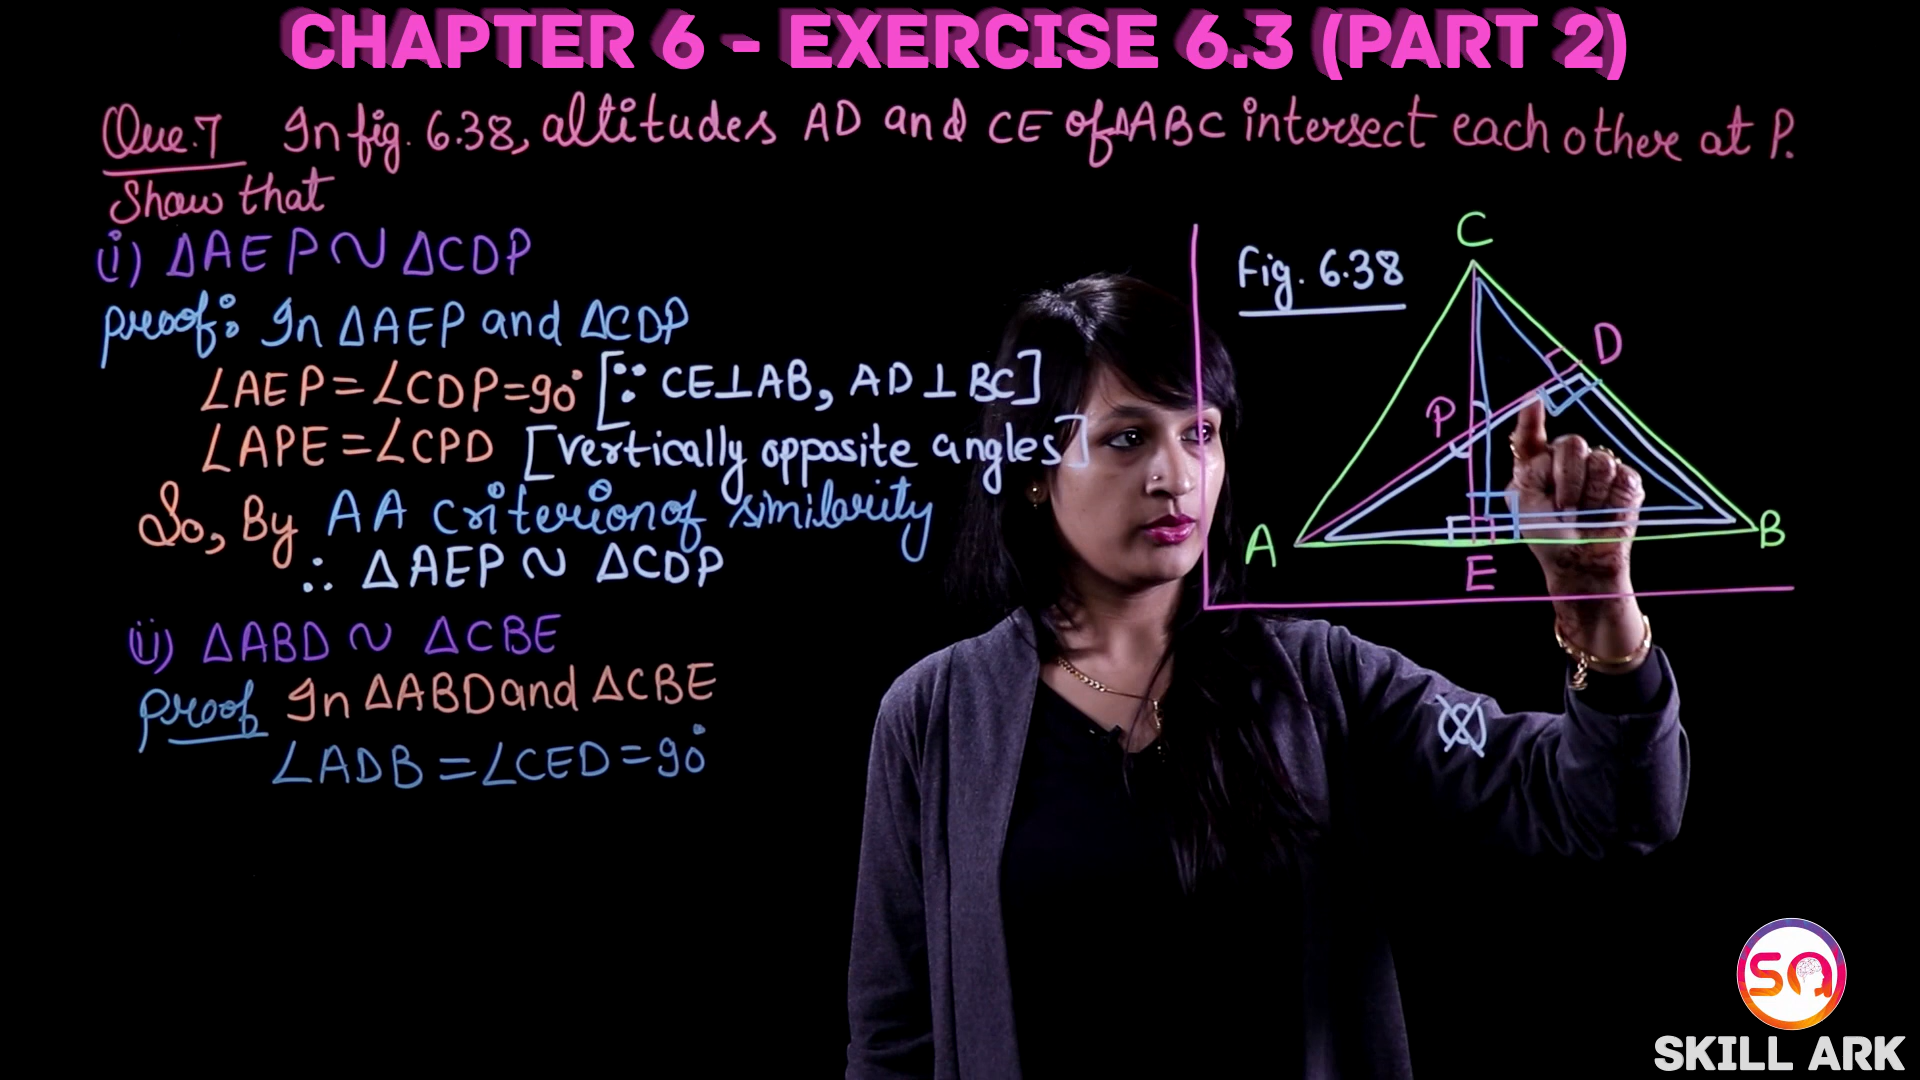 CHAPTER 6 - EXERCISE 6.3 (PART 2)
Que.7 In fig. 6.38, altitudes AD and CE of ΔABC intersect each other at P.
Show that
(i) ΔAEP ~ ΔCDP
Proof: In ΔAEP and ΔCDP
∠AEP = ∠CDP = 90° [∵ CE⊥AB, AD⊥BC]
∠APE = ∠CPD [vertically opposite angles]
So, By AA criterion of similarity
∴ ΔAEP ~ ΔCDP
(ii) ΔABD ~ ΔCBE
Proof In ΔABD and ΔCBE
∠ADB = ∠CED = 90°
Fig. 6.38
C
D
P
A
B
E
SA
SKILL ARK